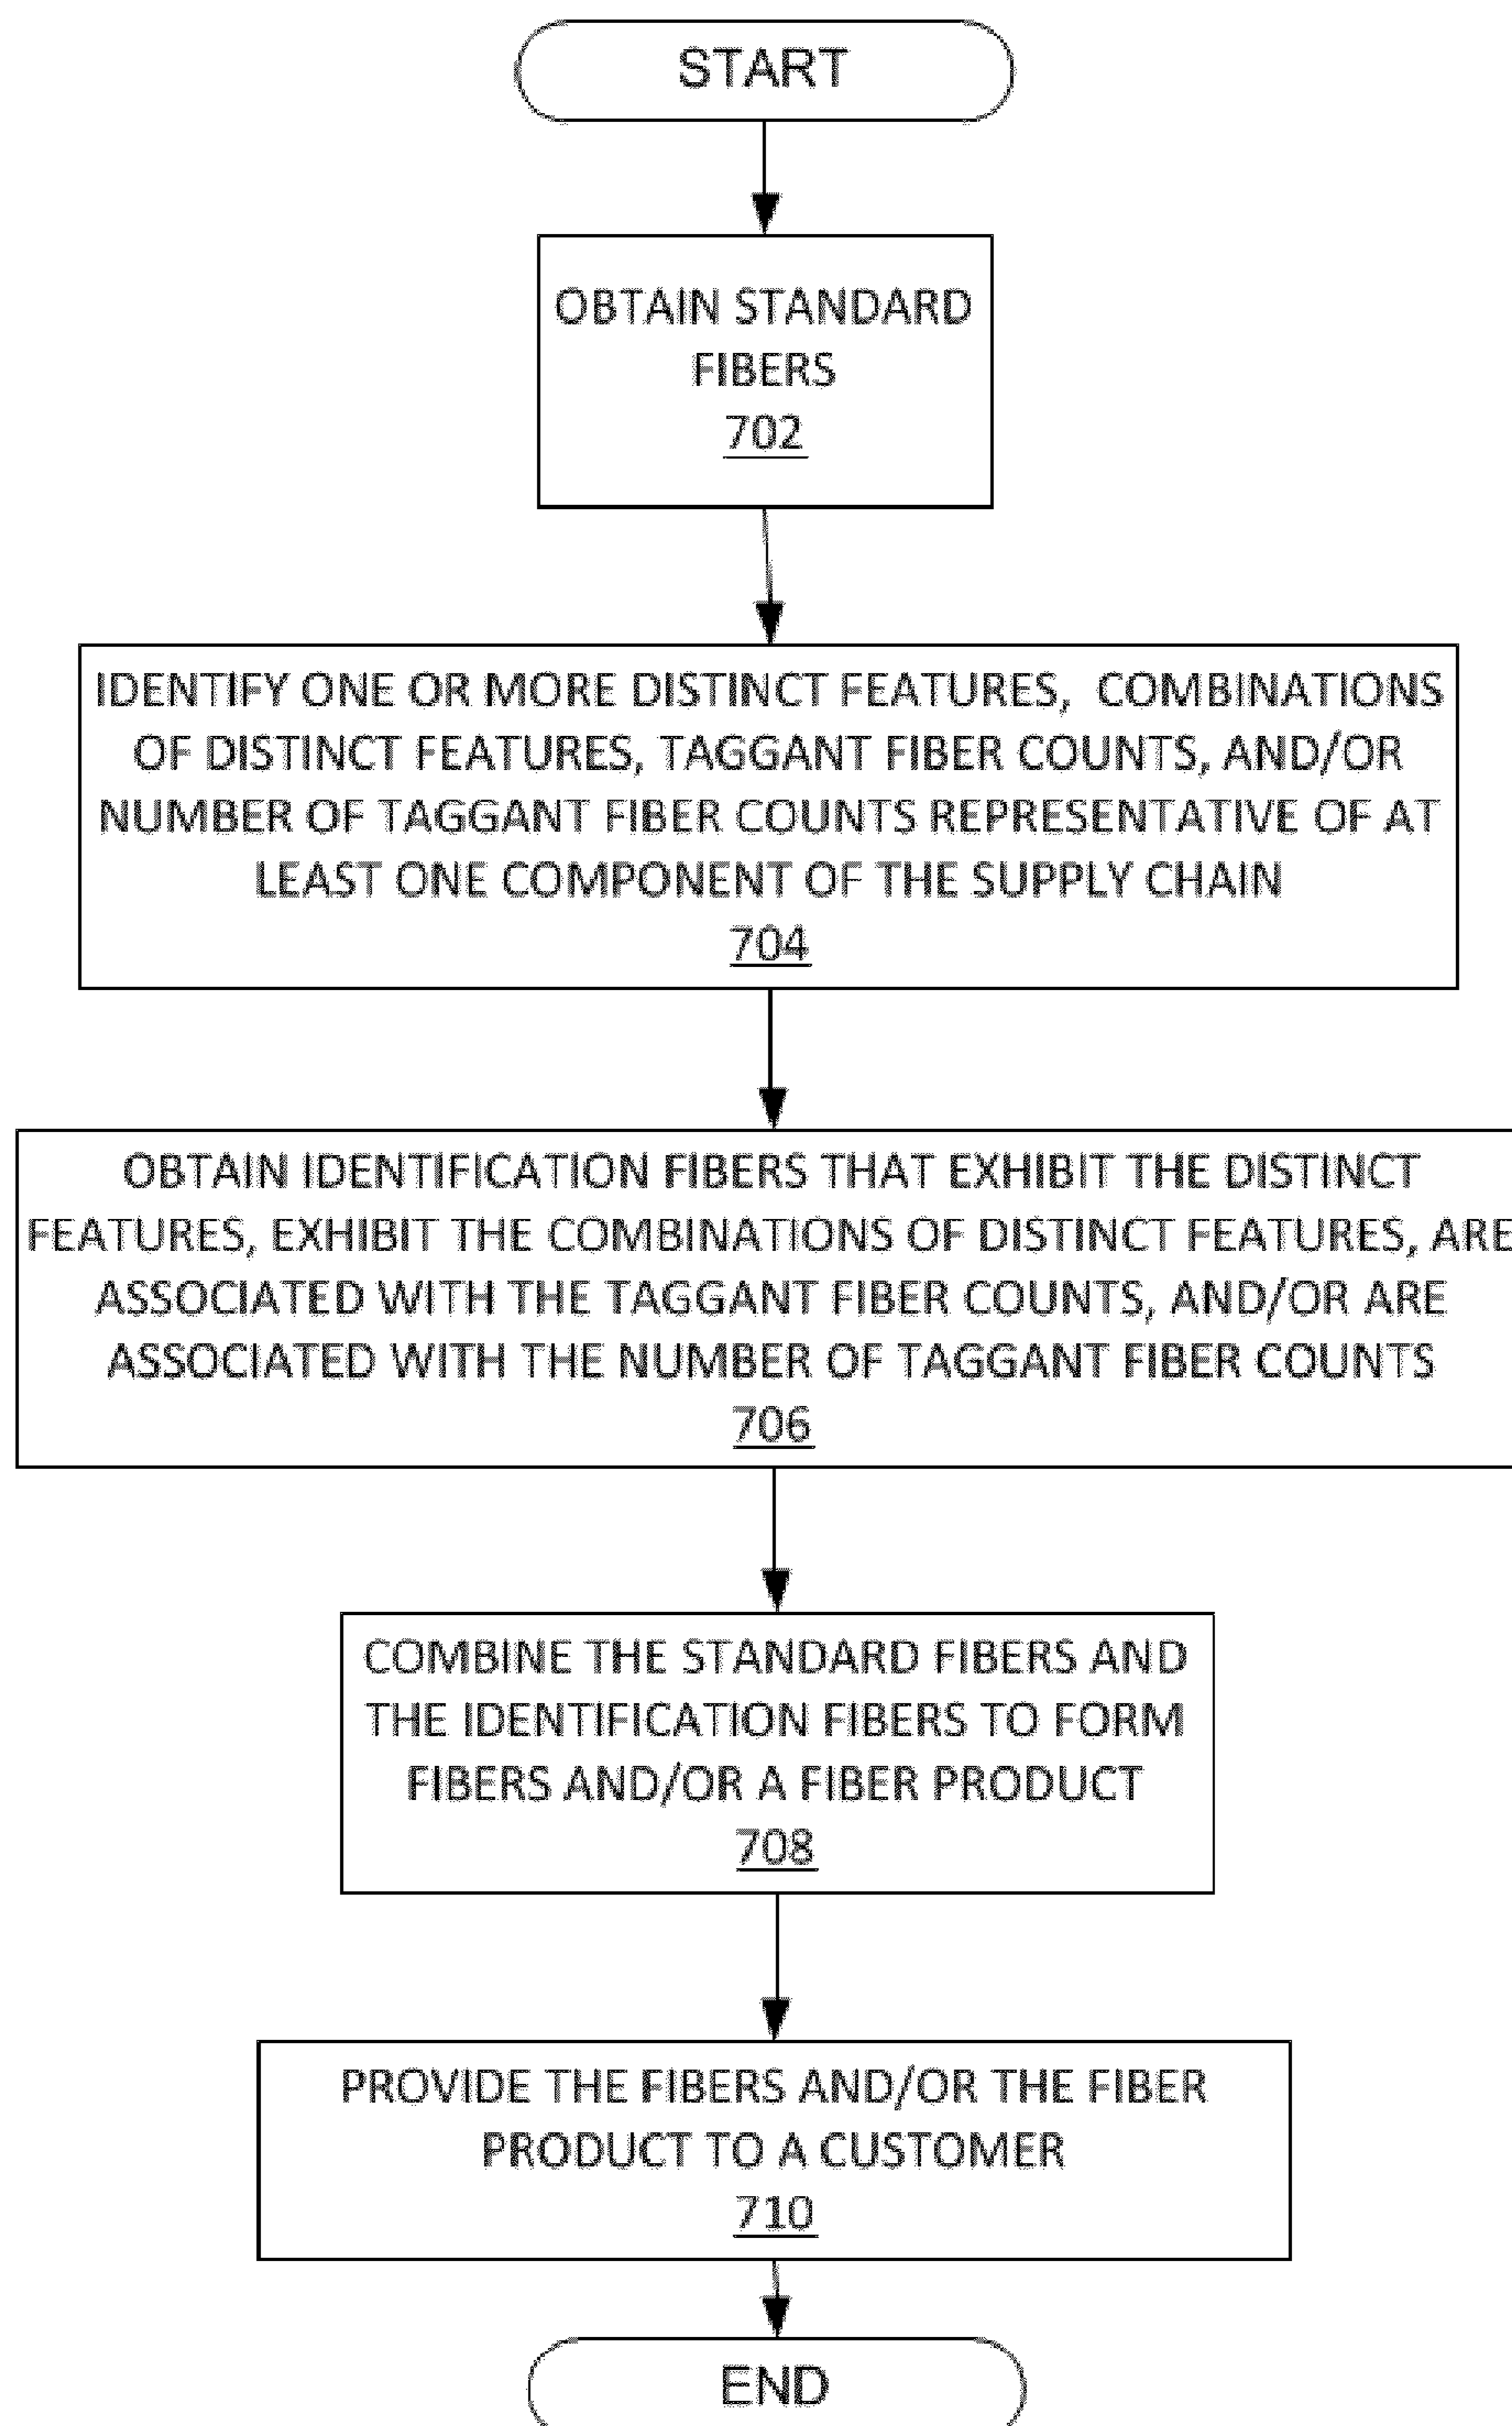 START
OBTAIN STANDARD
FIBERS
702
IDENTIFY ONE OR MORE DISTINCT FEATURES, COMBINATIONS
OF DISTINCT FEATURES, TAGGANT FIBER COUNTS, AND/OR
NUMBER OF TAGGANT FIBER COUNTS REPRESENTATIVE OF AT
LEAST ONE COMPONENT OF THE SUPPLY CHAIN
704
OBTAIN IDENTIFICATION FIBERS THAT EXHIBIT THE DISTINCT
FEATURES, EXHIBIT THE COMBINATIONS OF DISTINCT FEATURES, ARE
ASSOCIATED WITH THE TAGGANT FIBER COUNTS, AND/OR ARE
ASSOCIATED WITH THE NUMBER OF TAGGANT FIBER COUNTS
706
COMBINE THE STANDARD FIBERS AND
THE IDENTIFICATION FIBERS TO FORM
FIBERS AND/OR A FIBER PRODUCT
708
PROVIDE THE FIBERS AND/OR THE FIBER
PRODUCT TO A CUSTOMER
710
END